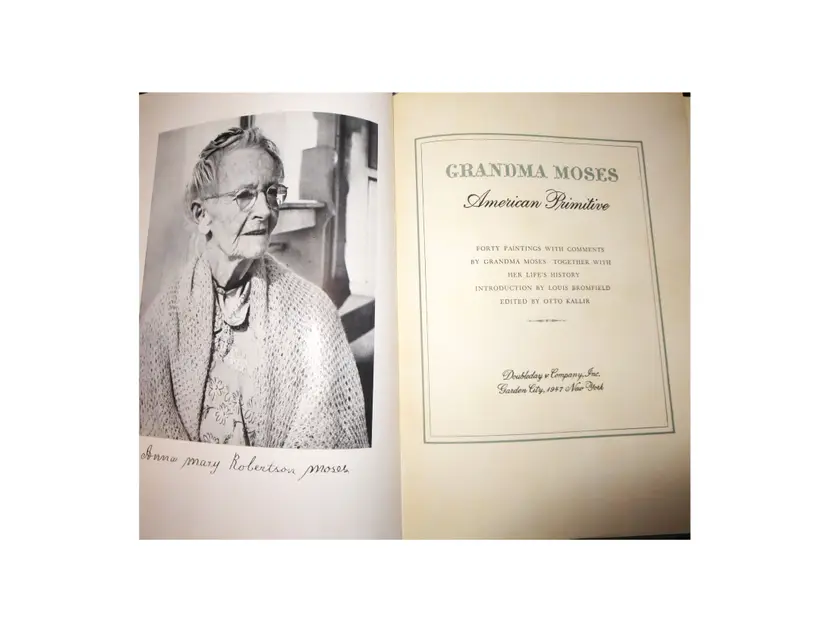 Anna Mary Robertson Moses
GRANDMA MOSES
American Primitive
FORTY PAINTINGS WITH COMMENTS
BY GRANDMA MOSES TOGETHER WITH
HER LIFE'S HISTORY
INTRODUCTION BY LOUIS BROMFIELD
EDITED BY OTTO KALLIR
Doubleday & Company, Inc.
Garden City, 1947 New York